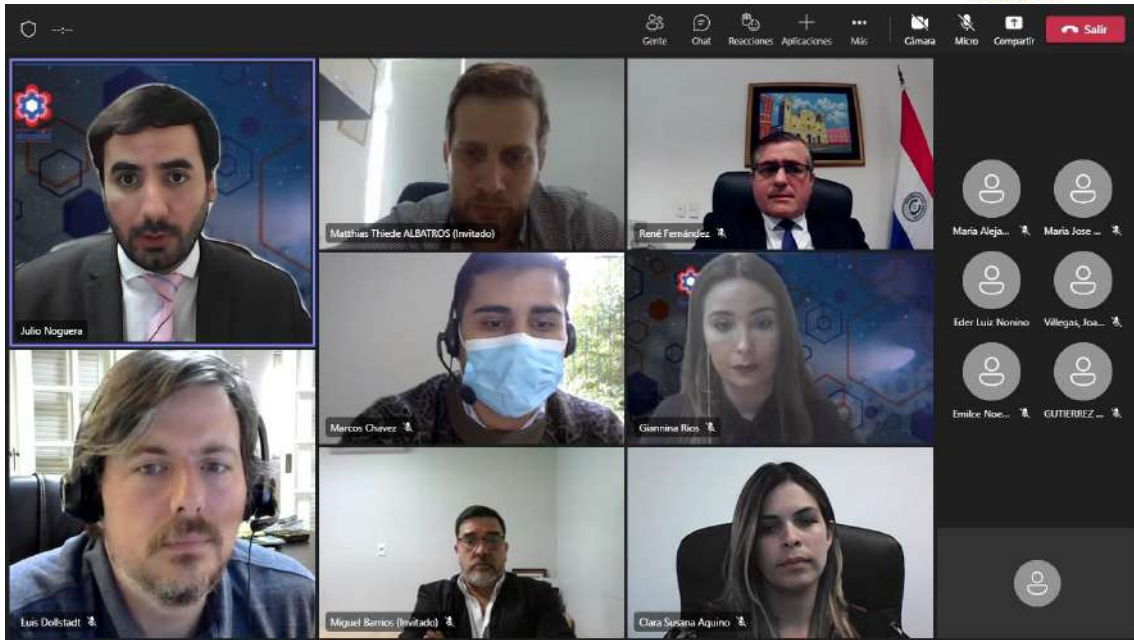 --:--
Gente
Chat
Reacciones
Aplicaciones
Más
Cámara
Micro
Compartir
Salir
Julio Noguera
Matthias Thiede ALBATROS (Invitado)
René Fernández
Maria Aleja...
Maria Jose ...
Marcos Chavez
Giannina Rios
Eder Luiz Nonino
Villegas, Joa...
Emilce Noe...
GUTIERREZ ...
Luis Dollstadt
Miguel Barrios (Invitado)
Clara Susana Aquino